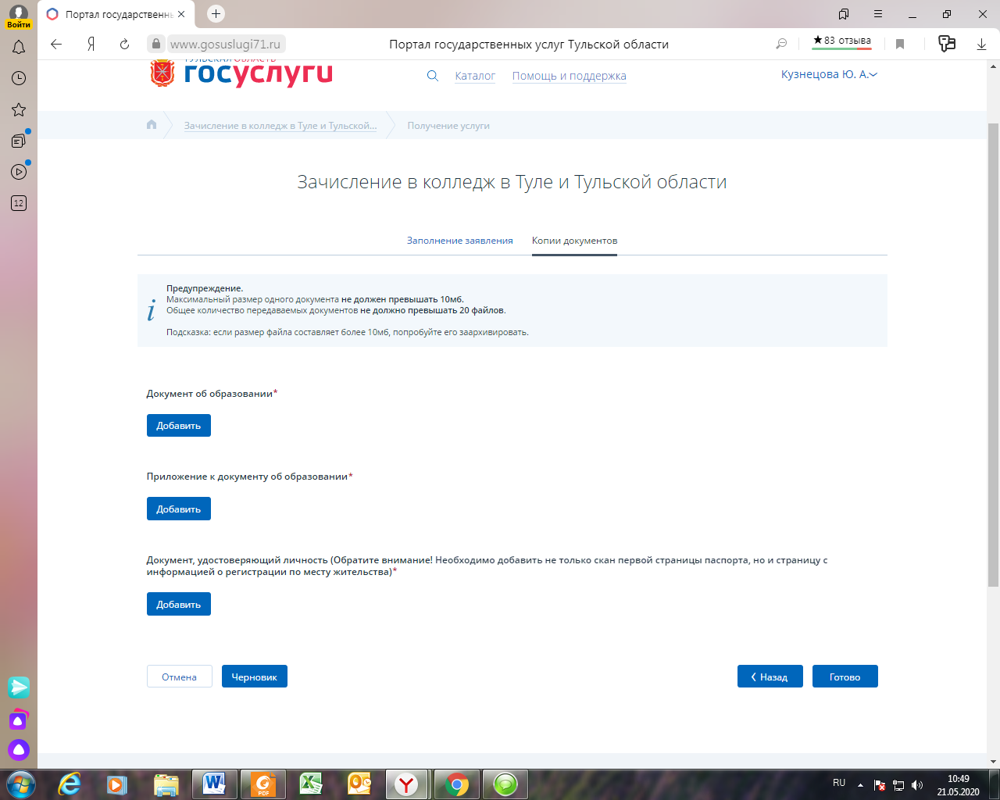 Войти
Портал государственнь
www.gosuslugi71.ru
Портал государственных услуг Тульской области
★83 отзыва
12
ТУЛЬСКАЯ ОБЛАСТЬ
госуслуги
Каталог
Помощь и поддержка
Кузнецова Ю. А.
Зачисление в колледж в Туле и Тульской...
Получение услуги
Зачисление в колледж в Туле и Тульской области
Заполнение заявления
Копии документов
Предупреждение.
Максимальный размер одного документа не должен превышать 10мб.
Общее количество передаваемых документов не должно превышать 20 файлов.
Подсказка: если размер файла составляет более 10мб, попробуйте его заархивировать.
Документ об образовании*
Добавить
Приложение к документу об образовании*
Добавить
Документ, удостоверяющий личность (Обратите внимание! Необходимо добавить не только скан первой страницы паспорта, но и страницу с
информацией о регистрации по месту жительства)*
Добавить
Отмена
Черновик
Назад
Готово
PDF
RU
10:49
21.05.2020